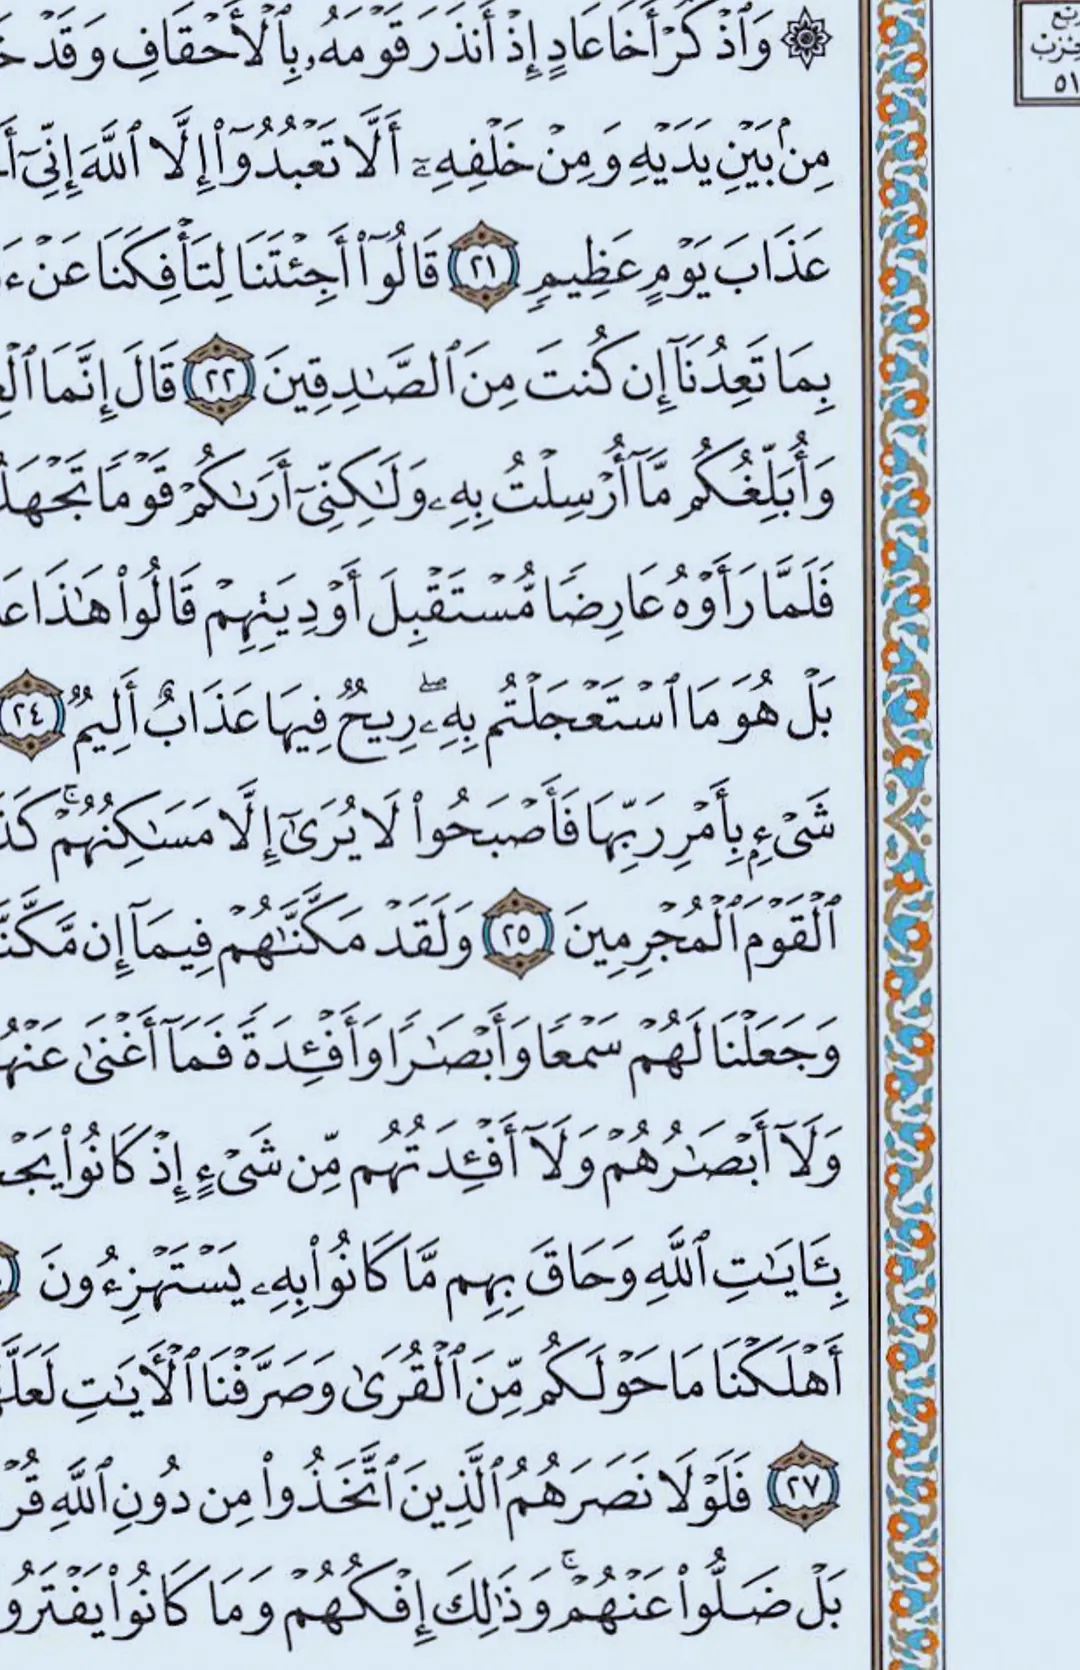 ۞ وَٱذْكُرْ أَخَا عَادٍ إِذْ أَنذَرَ قَوْمَهُۥ بِٱلْأَحْقَافِ وَقَدْ
مِنۢ بَيْنِ يَدَيْهِ وَمِنْ خَلْفِهِۦٓ أَلَّا تَعْبُدُوٓا۟ إِلَّا ٱللَّهَ إِنِّىٓ
عَذَابَ يَوْمٍ عَظِيمٍ ٢١ قَالُوٓا۟ أَجِئْتَنَا لِتَأْفِكَنَا عَنْ
بِمَا تَعِدُنَآ إِن كُنتَ مِنَ ٱلصَّـٰدِقِينَ ٢٢ قَالَ إِنَّمَا
وَأُبَلِّغُكُم مَّآ أُرْسِلْتُ بِهِۦ وَلَـٰكِنِّىٓ أَرَىٰكُمْ قَوْمًا تَجْهَلُ
فَلَمَّا رَأَوْهُ عَارِضًا مُّسْتَقْبِلَ أَوْدِيَتِهِمْ قَالُوا۟ هَـٰذَا
بَلْ هُوَ مَا ٱسْتَعْجَلْتُم بِهِۦ ۖ رِيحٌ فِيهَا عَذَابٌ أَلِيمٌ ٢٤
شَىْءٍۭ بِأَمْرِ رَبِّهَا فَأَصْبَحُوا۟ لَا يُرَىٰٓ إِلَّا مَسَـٰكِنُهُمْ ۚ
ٱلْقَوْمَ ٱلْمُجْرِمِينَ ٢٥ وَلَقَدْ مَكَّنَّـٰهُمْ فِيمَآ إِن مَّكَّنَّ
وَجَعَلْنَا لَهُمْ سَمْعًا وَأَبْصَـٰرًا وَأَفْـِٔدَةً فَمَآ أَغْنَىٰ عَنْهُ
وَلَآ أَبْصَـٰرُهُمْ وَلَآ أَفْـِٔدَتُهُم مِّن شَىْءٍ إِذْ كَانُوا۟ يَجْ
بِـَٔايَـٰتِ ٱللَّهِ وَحَاقَ بِهِم مَّا كَانُوا۟ بِهِۦ يَسْتَهْزِءُونَ
أَهْلَكْنَا مَا حَوْلَكُم مِّنَ ٱلْقُرَىٰ وَصَرَّفْنَا ٱلْـَٔايَـٰتِ لَعَلَّ
٢٧ فَلَوْلَا نَصَرَهُمُ ٱلَّذِينَ ٱتَّخَذُوا۟ مِن دُونِ ٱللَّهِ قُرْ
بَلْ ضَلُّوا۟ عَنْهُمْ ۚ وَذَٰلِكَ إِفْكُهُمْ وَمَا كَانُوا۟ يَفْتَرُو
ربع
الحزب
٥١